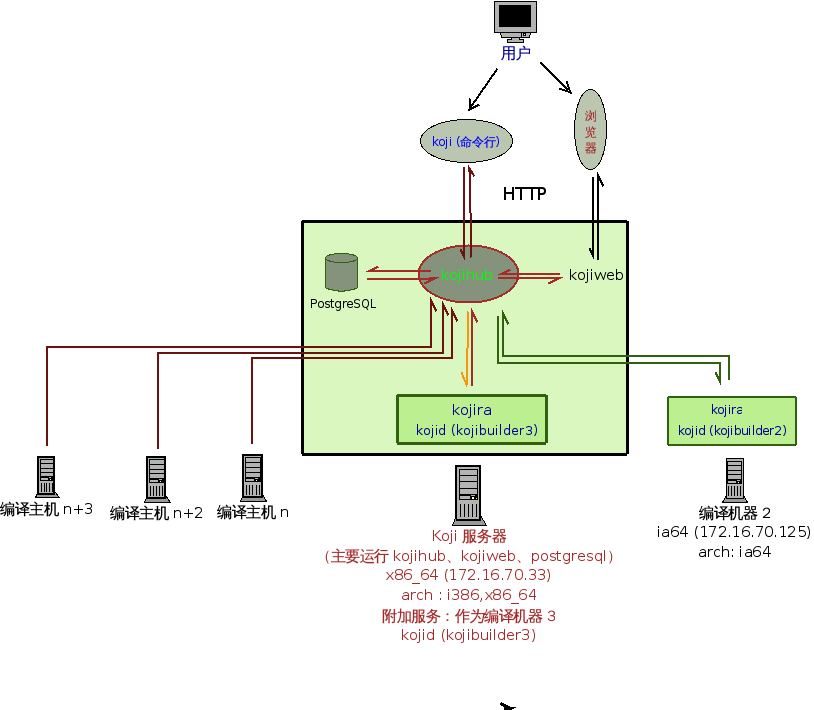 用户
koji (命令行)
浏
览
器
HTTP
kojihub
kojiweb
PostgreSQL
kojira
kojid (kojibuilder3)
kojira
kojid (kojibuilder2)
编译主机 n+3
编译主机 n+2
编译主机 n
编译机器 2
ia64 (172.16.70.125)
arch: ia64
Koji 服务器
（主要运行 kojihub、kojiweb、postgresql）
x86_64 (172.16.70.33)
arch : i386,x86_64
附加服务：作为编译机器 3
kojid (kojibuilder3)